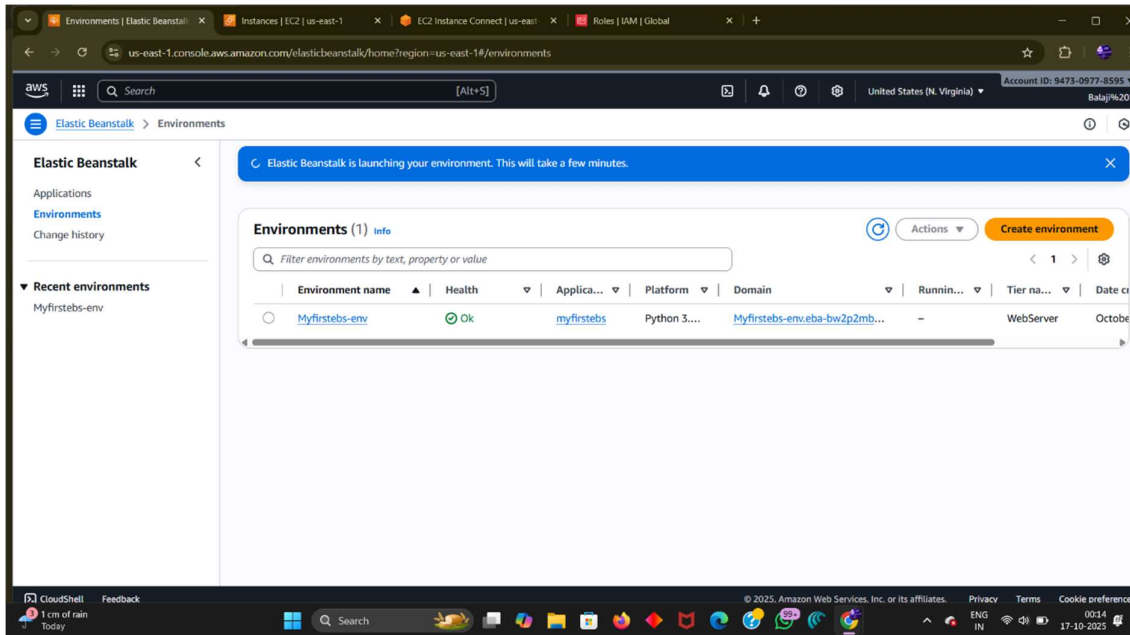 Environments | Elastic Beanstalk
Instances | EC2 | us-east-1
EC2 Instance Connect | us-east-
Roles | IAM | Global
us-east-1.console.aws.amazon.com/elasticbeanstalk/home?region=us-east-1#/environments
aws
Search
[Alt+S]
United States (N. Virginia)
Account ID: 9473-0977-8595
Balaji%20
Elastic Beanstalk > Environments
Elastic Beanstalk
Applications
Environments
Change history
Recent environments
Myfirstebs-env
Elastic Beanstalk is launching your environment. This will take a few minutes.
Environments (1) Info
Actions
Create environment
Filter environments by text, property or value
1
Environment name Health Applica... Platform Domain Runnin... Tier na... Date cr
Myfirstebs-env Ok myfirstebs Python 3.... Myfirstebs-env.eba-bw2p2mb... – WebServer Octobe
CloudShell Feedback
© 2025, Amazon Web Services, Inc. or its affiliates. Privacy Terms Cookie preference
3
1 cm of rain
Today
Search
99+
ENG
IN
00:14
17-10-2025